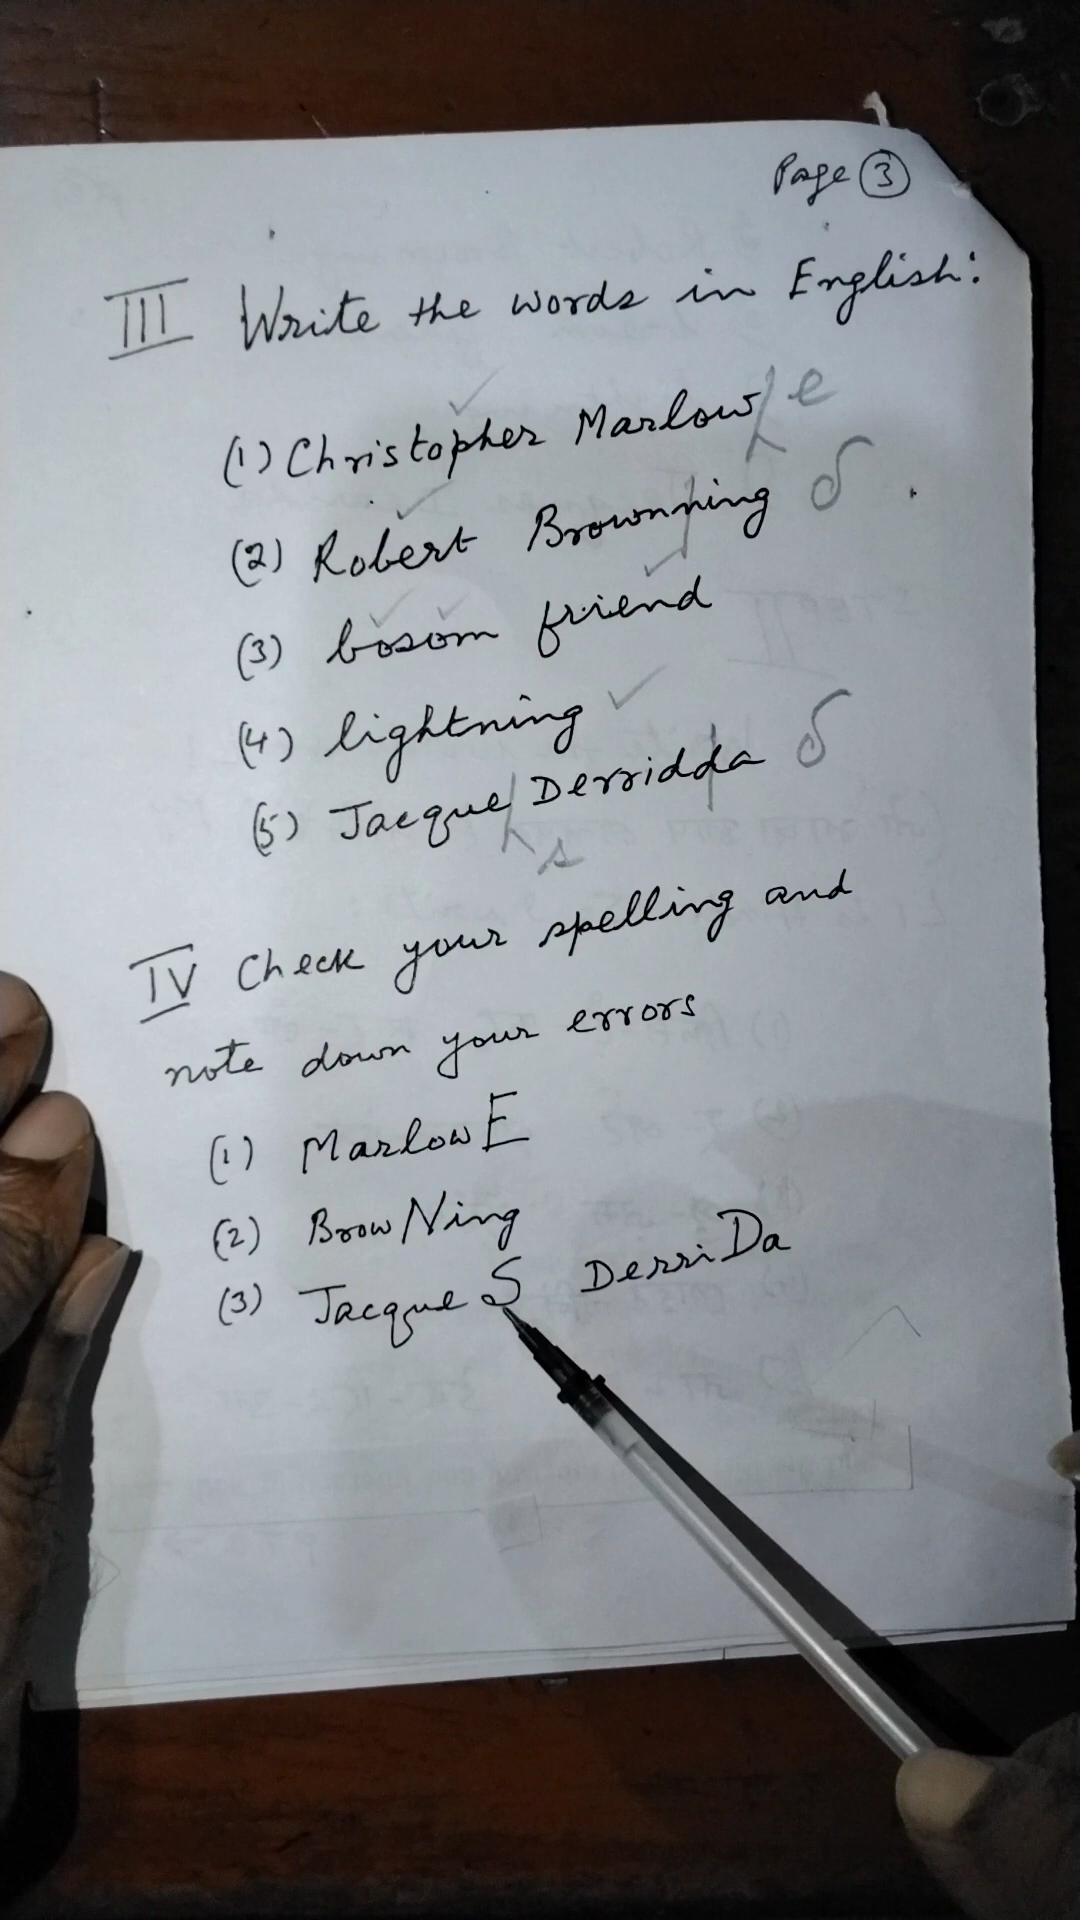 Page 3
III Write the words in English:
(1) Christopher Marlow e
(2) Robert Brownning
(3) bosom friend
(4) lightning
(5) Jacque Derridda
s
IV Check your spelling and
note down your errors
(1) MarlowE
(2) BrowNing
(3) JacqueS DerriDa